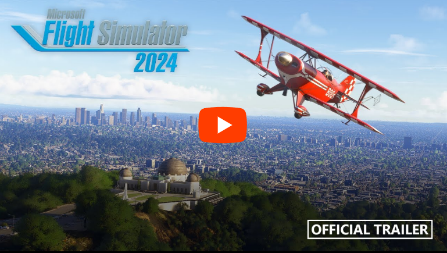 Microsoft
Flight Simulator
2024
OFFICIAL TRAILER